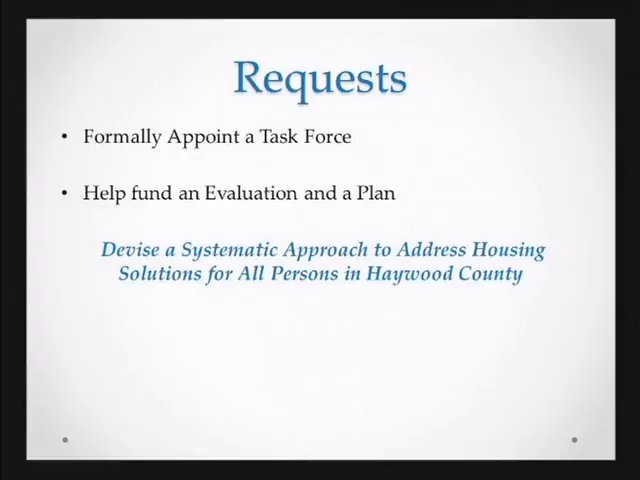 Requests
• Formally Appoint a Task Force
• Help fund an Evaluation and a Plan
Devise a Systematic Approach to Address Housing
Solutions for All Persons in Haywood County